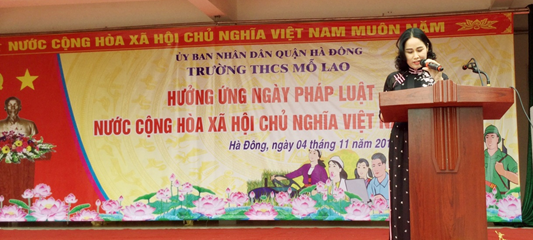 NƯỚC CỘNG HÒA XÃ HỘI CHỦ NGHĨA VIỆT NAM MUÔN NĂM
ỦY BAN NHÂN DÂN QUẬN HÀ ĐÔNG
TRƯỜNG THCS MỖ LAO
HƯỞNG ỨNG NGÀY PHÁP LUẬT
NƯỚC CỘNG HÒA XÃ HỘI CHỦ NGHĨA VIỆT
Hà Đông, ngày 04 tháng 11 năm 201